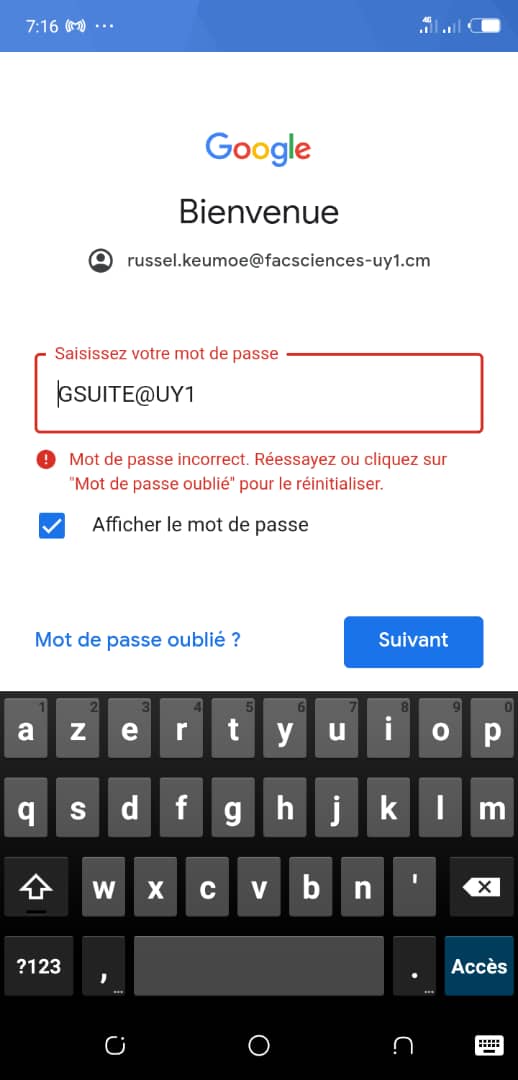 7:16
4G
Google
Bienvenue
russel.keumoe@facsciences-uy1.cm
Saisissez votre mot de passe
GSUITE@UY1
Mot de passe incorrect. Réessayez ou cliquez sur
"Mot de passe oublié" pour le réinitialiser.
Afficher le mot de passe
Mot de passe oublié ?
Suivant
1 2 3 4 5 6 7 8 9 0
a z e r t y u i o p
q s d f g h j k l m
w x c v b n '
?123 , . Accès